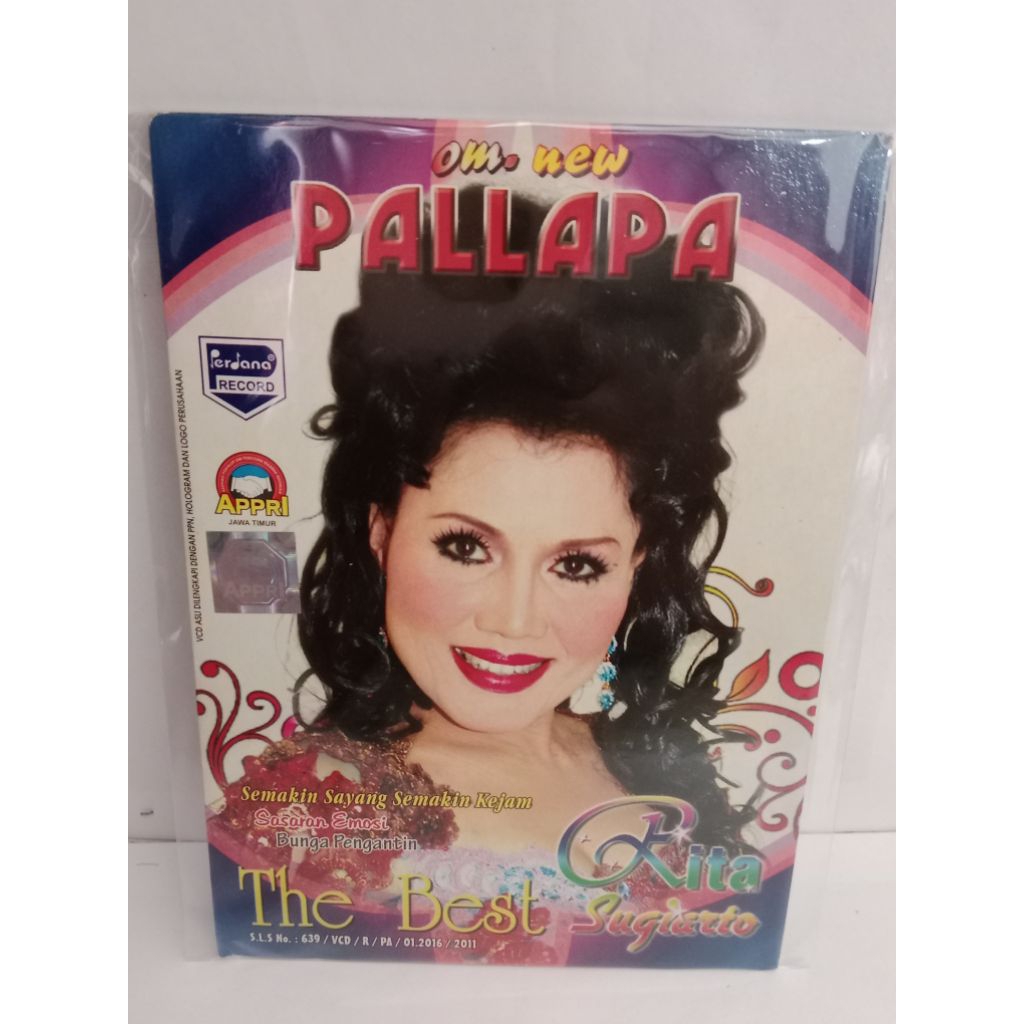 om. new
PALLAPA
Perdana®
RECORD
VCD ASLI DILENGKAPI DENGAN PPN, HOLOGRAM DAN LOGO PERUSAHAAN
APPRI
JAWA TIMUR
APPRI
Semakin Sayang Semakin Kejam
Sasaran Emosi
Bunga Pengantin
Rita
Sugiarto
The Best
S.L.S No. : 639 / VCD / R / PA / 01.2016 / 2011